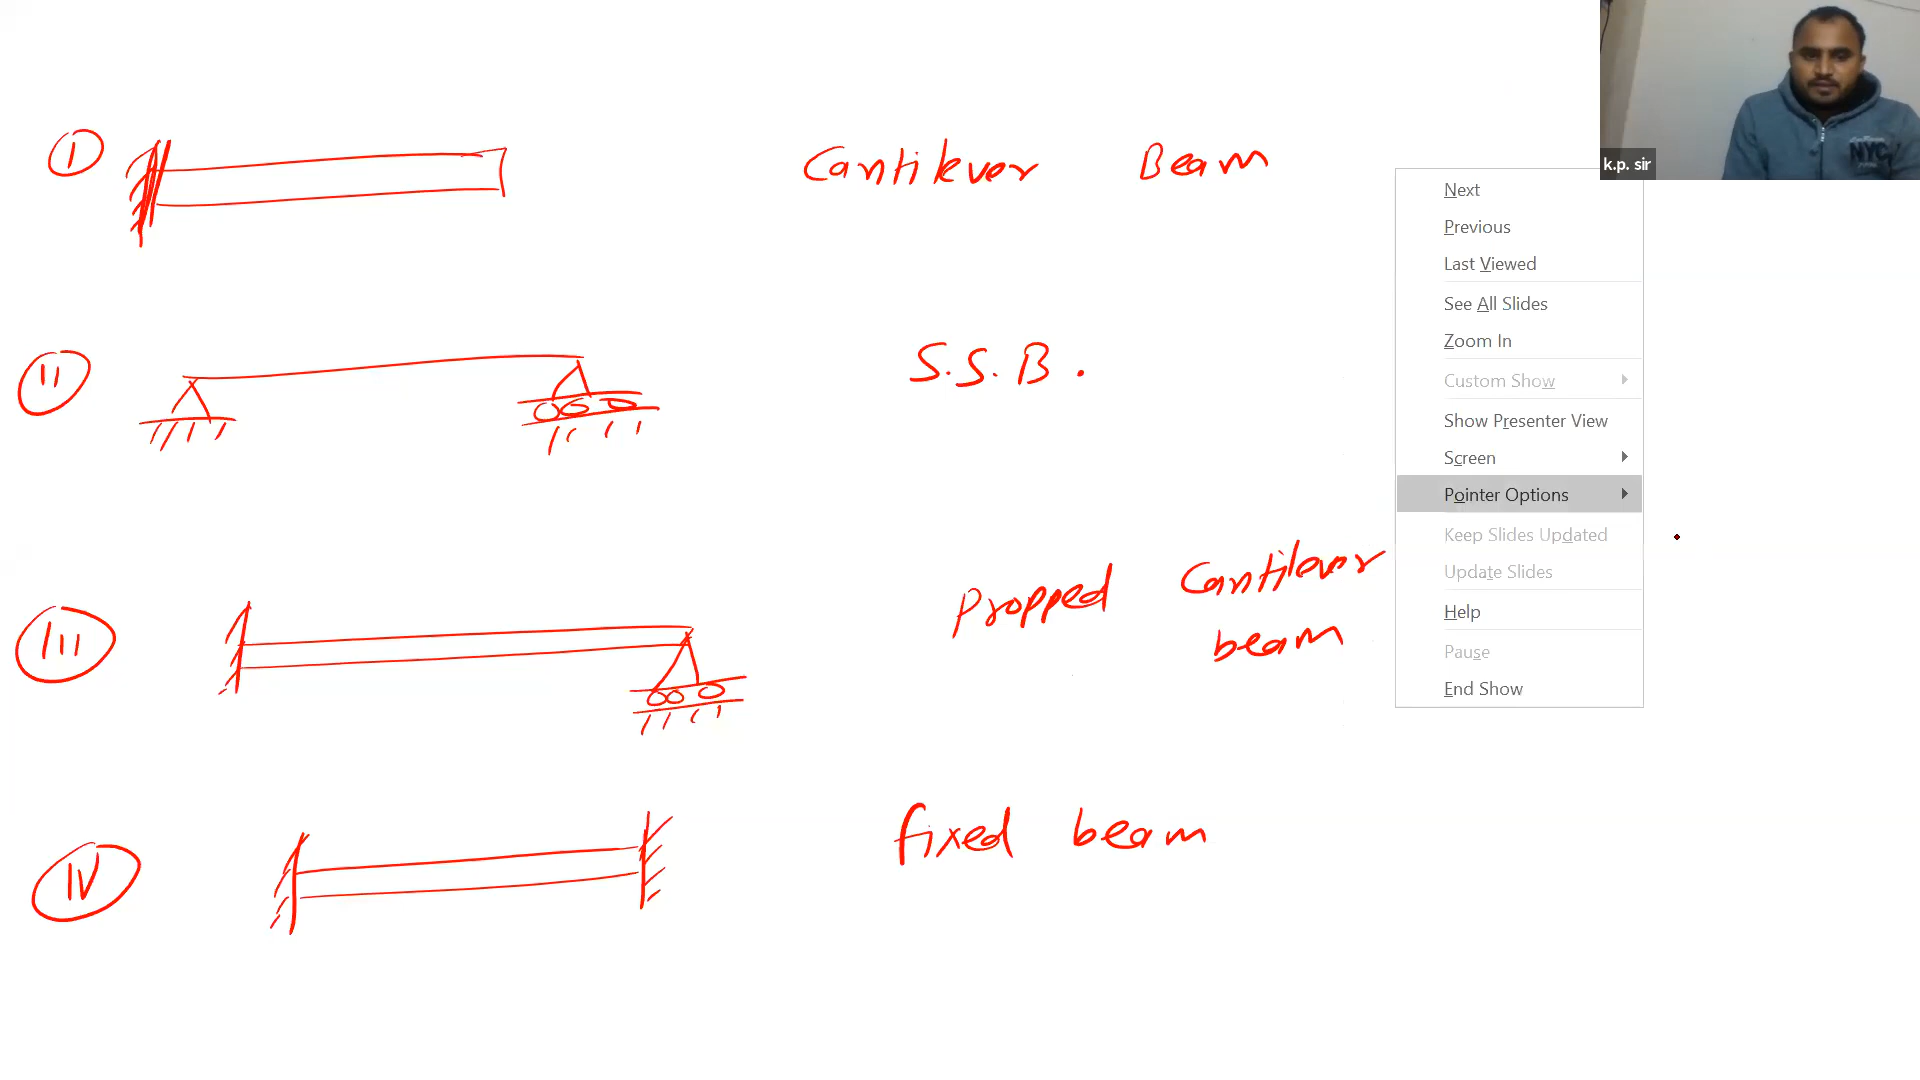 I
Cantilever Beam
k.p. sir
Next
Previous
Last Viewed
See All Slides
Zoom In
Custom Show
Show Presenter View
Screen
Pointer Options
Keep Slides Updated
Update Slides
Help
Pause
End Show
II
S.S.B.
III
Propped Cantilever
beam
IV
fixed beam
NYC